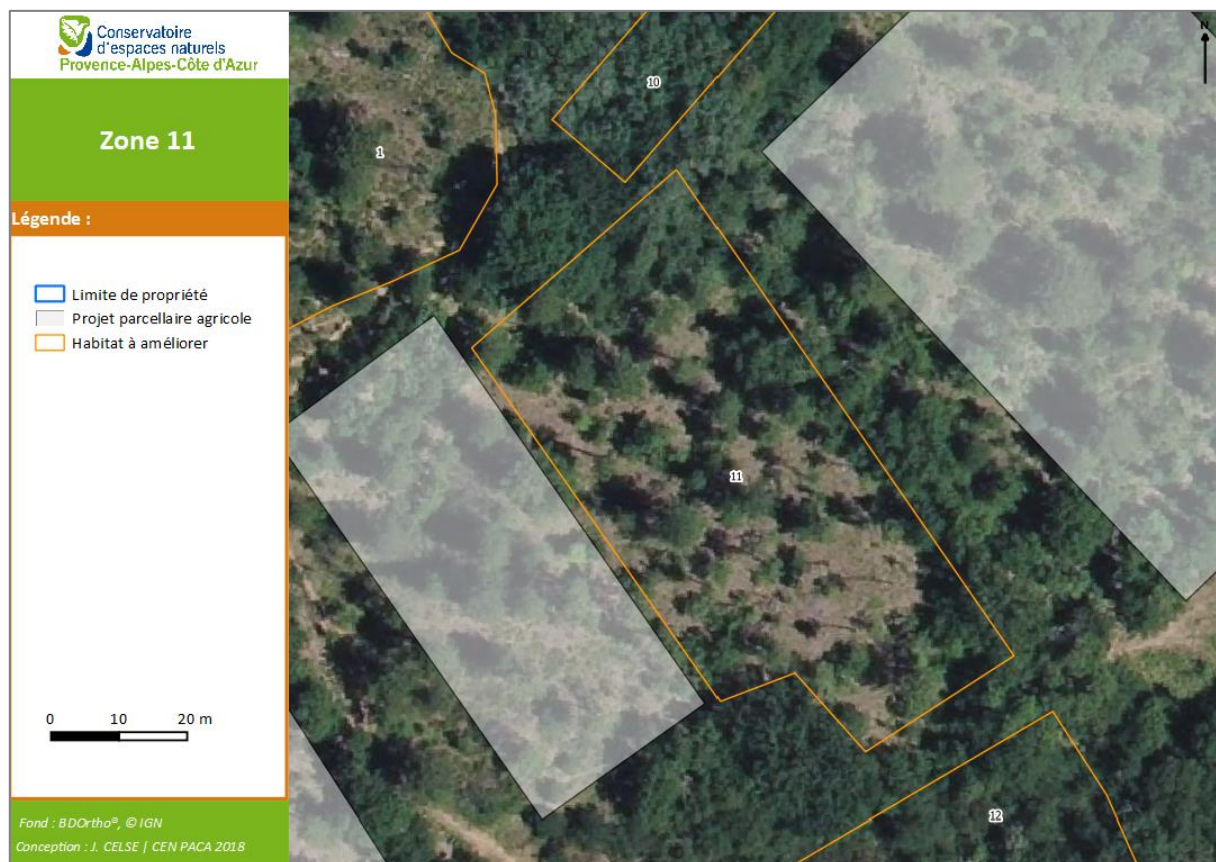 Conservatoire
d'espaces naturels
Provence-Alpes-Côte d'Azur
Zone 11
Légende :
Limite de propriété
Projet parcellaire agricole
Habitat à améliorer
0 10 20 m
Fond : BDOrtho®, © IGN
Conception : J. CELSE | CEN PACA 2018
N
10
1
11
12